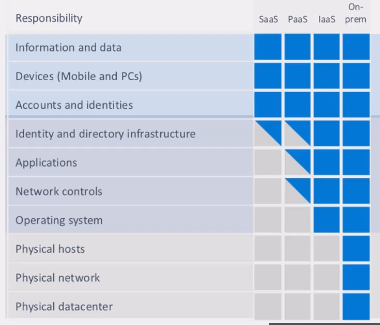 Responsibility SaaS PaaS IaaS On-
prem
Information and data
Devices (Mobile and PCs)
Accounts and identities
Identity and directory infrastructure
Applications
Network controls
Operating system
Physical hosts
Physical network
Physical datacenter